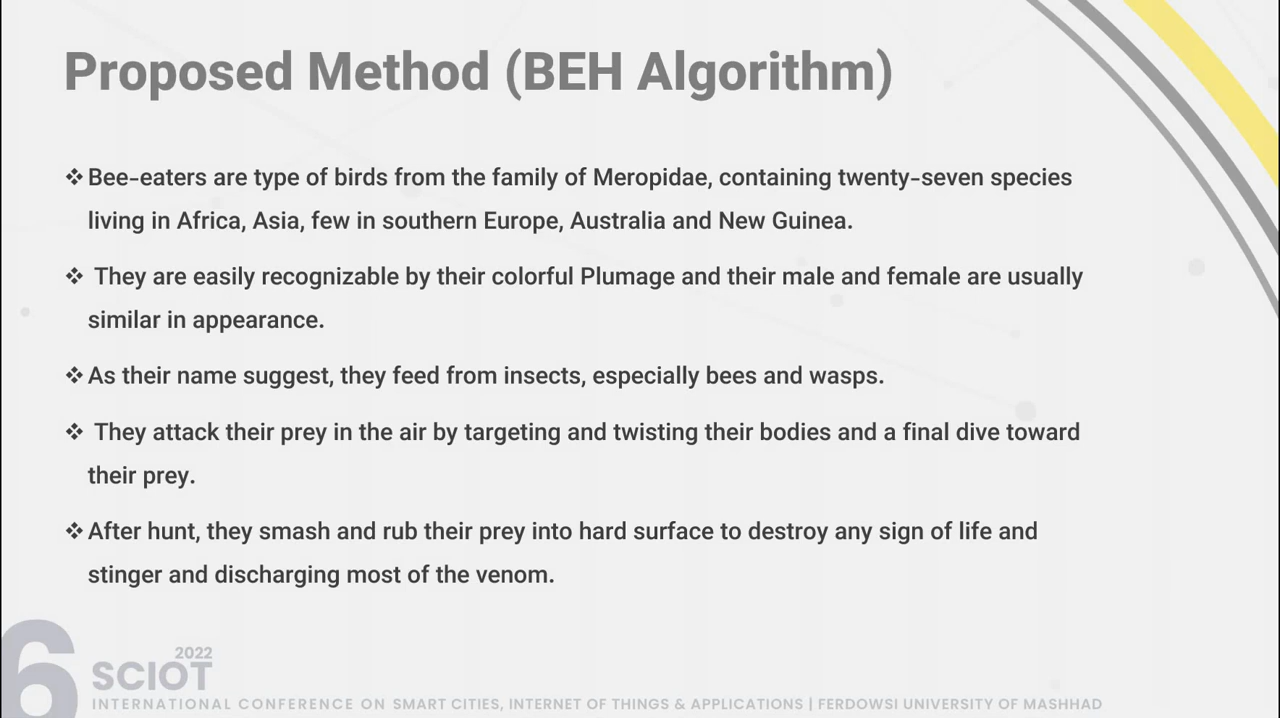 Proposed Method (BEH Algorithm)
❖ Bee-eaters are type of birds from the family of Meropidae, containing twenty-seven species
living in Africa, Asia, few in southern Europe, Australia and New Guinea.
❖ They are easily recognizable by their colorful Plumage and their male and female are usually
similar in appearance.
❖ As their name suggest, they feed from insects, especially bees and wasps.
❖ They attack their prey in the air by targeting and twisting their bodies and a final dive toward
their prey.
❖ After hunt, they smash and rub their prey into hard surface to destroy any sign of life and
stinger and discharging most of the venom.
6
2022
SCIOT
INTERNATIONAL CONFERENCE ON SMART CITIES, INTERNET OF THINGS & APPLICATIONS | FERDOWSI UNIVERSITY OF MASHHAD